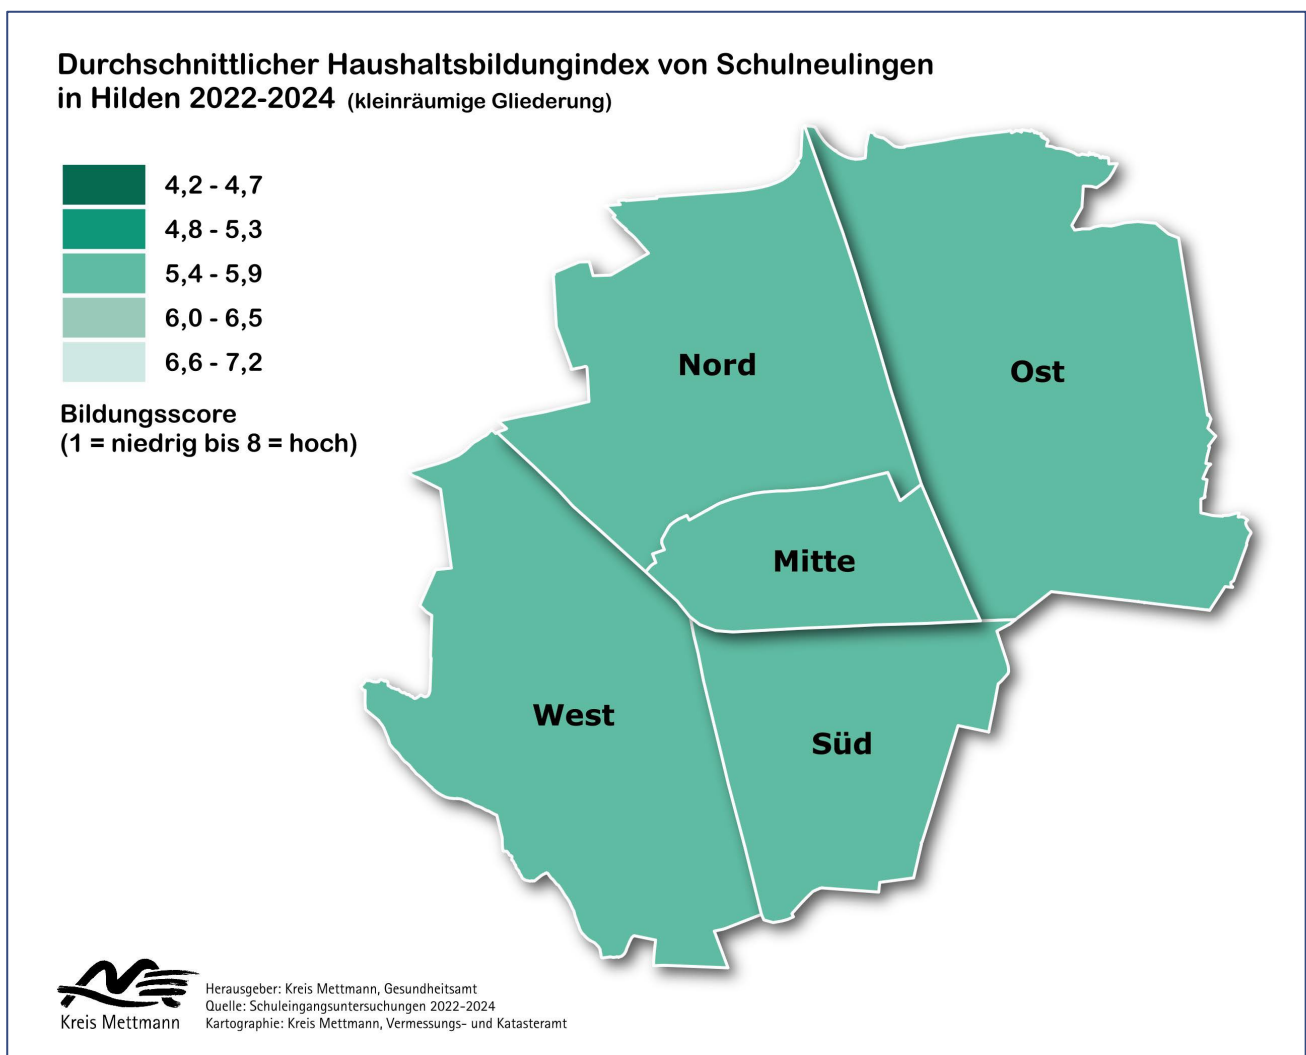 Durchschnittlicher Haushaltsbildungindex von Schulneulingen
in Hilden 2022-2024 (kleinräumige Gliederung)
4,2 - 4,7
4,8 - 5,3
5,4 - 5,9
6,0 - 6,5
6,6 - 7,2
Bildungsscore
(1 = niedrig bis 8 = hoch)
Nord
Ost
Mitte
West
Süd
Kreis Mettmann
Herausgeber: Kreis Mettmann, Gesundheitsamt
Quelle: Schuleingangsuntersuchungen 2022-2024
Kartographie: Kreis Mettmann, Vermessungs- und Katasteramt